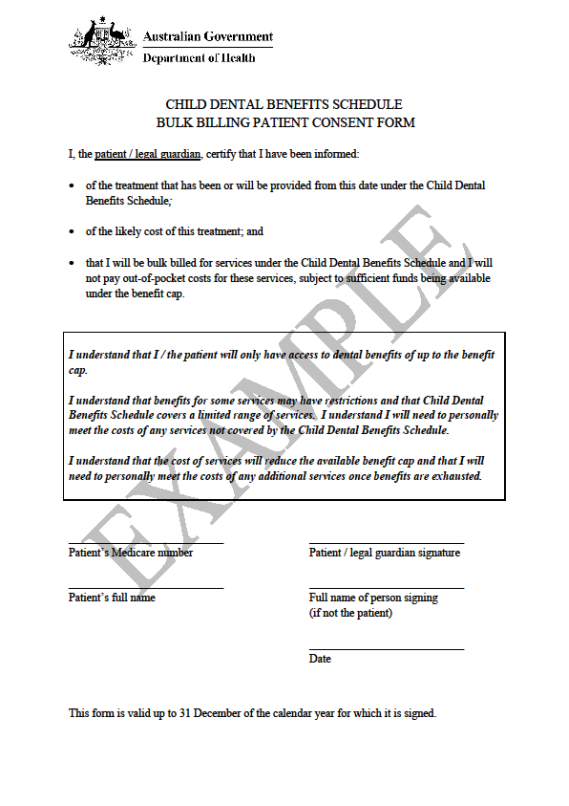 Australian Government
Department of Health
CHILD DENTAL BENEFITS SCHEDULE
BULK BILLING PATIENT CONSENT FORM
I, the patient / legal guardian, certify that I have been informed:
• of the treatment that has been or will be provided from this date under the Child Dental
Benefits Schedule;
• of the likely cost of this treatment; and
• that I will be bulk billed for services under the Child Dental Benefits Schedule and I will
not pay out-of-pocket costs for these services, subject to sufficient funds being available
under the benefit cap.
I understand that I / the patient will only have access to dental benefits of up to the benefit
cap.
I understand that benefits for some services may have restrictions and that Child Dental
Benefits Schedule covers a limited range of services. I understand I will need to personally
meet the costs of any services not covered by the Child Dental Benefits Schedule.
I understand that the cost of services will reduce the available benefit cap and that I will
need to personally meet the costs of any additional services once benefits are exhausted.
EXAMPLE
Patient's Medicare number
Patient / legal guardian signature
Patient's full name
Full name of person signing
(if not the patient)
Date
This form is valid up to 31 December of the calendar year for which it is signed.